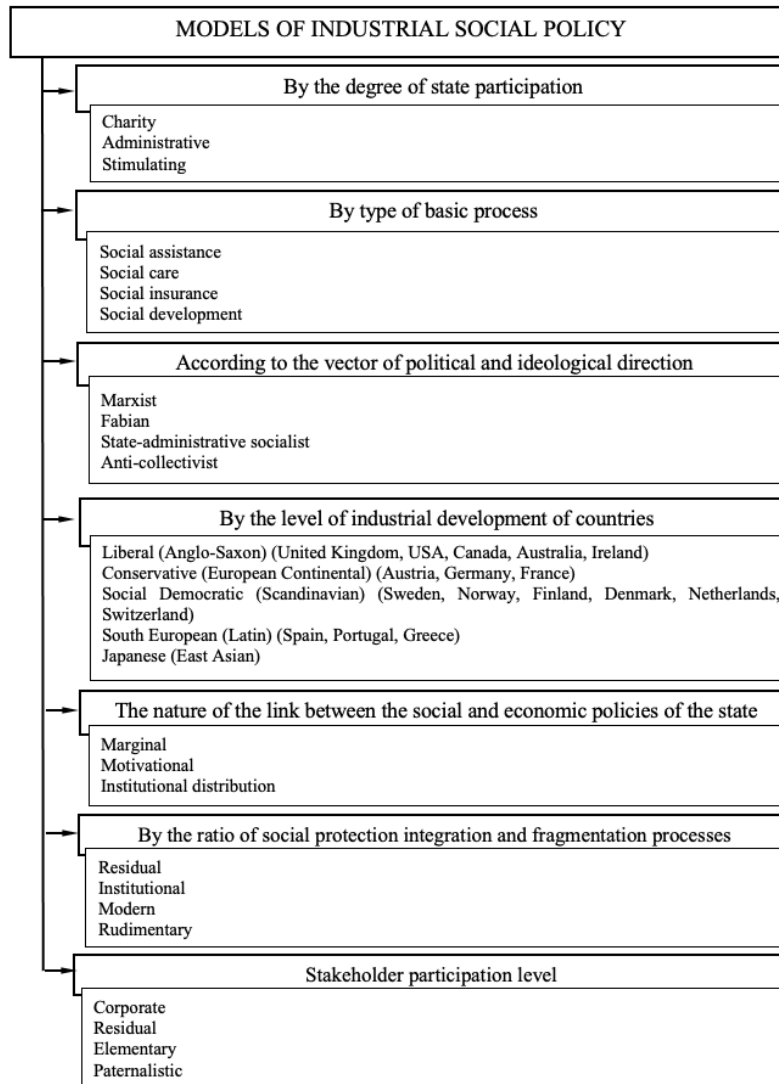 MODELS OF INDUSTRIAL SOCIAL POLICY
By the degree of state participation
Charity
Administrative
Stimulating
By type of basic process
Social assistance
Social care
Social insurance
Social development
According to the vector of political and ideological direction
Marxist
Fabian
State-administrative socialist
Anti-collectivist
By the level of industrial development of countries
Liberal (Anglo-Saxon) (United Kingdom, USA, Canada, Australia, Ireland)
Conservative (European Continental) (Austria, Germany, France)
Social Democratic (Scandinavian) (Sweden, Norway, Finland, Denmark, Netherlands,
Switzerland)
South European (Latin) (Spain, Portugal, Greece)
Japanese (East Asian)
The nature of the link between the social and economic policies of the state
Marginal
Motivational
Institutional distribution
By the ratio of social protection integration and fragmentation processes
Residual
Institutional
Modern
Rudimentary
Stakeholder participation level
Corporate
Residual
Elementary
Paternalistic